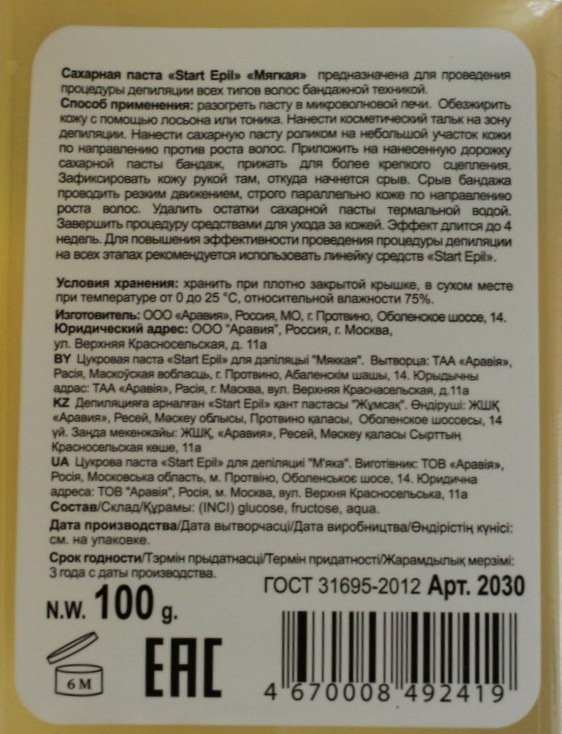 Сахарная паста «Start Epil» «Мягкая» предназначена для проведения
процедуры депиляции всех типов волос бандажной техникой.
Способ применения: разогреть пасту в микроволновой печи. Обезжирить
кожу с помощью лосьона или тоника. Нанести косметический тальк на зону
депиляции. Нанести сахарную пасту роликом на небольшой участок кожи
по направлению против роста волос. Приложить на нанесенную дорожку
сахарной пасты бандаж, прижать для более крепкого сцепления.
Зафиксировать кожу рукой там, откуда начнется срыв. Срыв бандажа
проводить резким движением, строго параллельно коже по направлению
роста волос. Удалить остатки сахарной пасты термальной водой.
Завершить процедуру средствами для ухода за кожей. Эффект длится до 4
недель. Для повышения эффективности проведения процедуры депиляции
на всех этапах рекомендуется использовать линейку средств «Start Epil».
Условия хранения: хранить при плотно закрытой крышке, в сухом месте
при температуре от 0 до 25 °C, относительной влажности 75%.
Изготовитель: ООО «Аравия», Россия, МО, г. Протвино, Оболенское шоссе, 14.
Юридический адрес: ООО "Аравия", Россия, г. Москва,
ул. Верхняя Красносельская, д. 11а
BY Цукровая паста «Start Epil» для дэпіляцыі "Мяккая". Вытворца: ТАА «Аравія»,
Расія, Маскоўская вобласць, г. Протвино, Абаленскім шашы, 14. Юрыдычны
адрас: ТАА «Аравія», Расія, г. Масква, вул. Верхняя Краснасельская, д.11а
KZ Депиляцияға арналған «Start Epil» қант пастасы "Жұмсақ". Өндіруші: ЖШҚ
«Аравия», Ресей, Мәскеу облысы, Протвино қаласы, Оболенское шоссесы, 14
үй. Заңда мекенжайы: ЖШҚ, «Аравия», Ресей, Мәскеу қаласы Сырттың
Красносельская көше, 11а
UA Цукрова паста «Start Epil» для депіляції "М'яка". Виготівник: ТОВ «Аравія»,
Росія, Московська область, м. Протвіно, Оболенськое шосе, 14. Юридична
адреса: ТОВ "Аравія", Росія, м. Москва, вул. Верхня Красносельська, 11а
Состав/Склад/Құрамы: (INCI) glucose, fructose, aqua.
Дата производства/Дата вытворчасці/Дата виробництва/Өндірістің күнісі:
см. на упаковке.
Срок годности/Тэрмін прыдатнасці/Термін придатності/Жарамдылық мерзімі:
3 года с даты производства.
ГОСТ 31695-2012 Арт. 2030
N.W. 100 g.
6 M
EAC
4 670008 492419